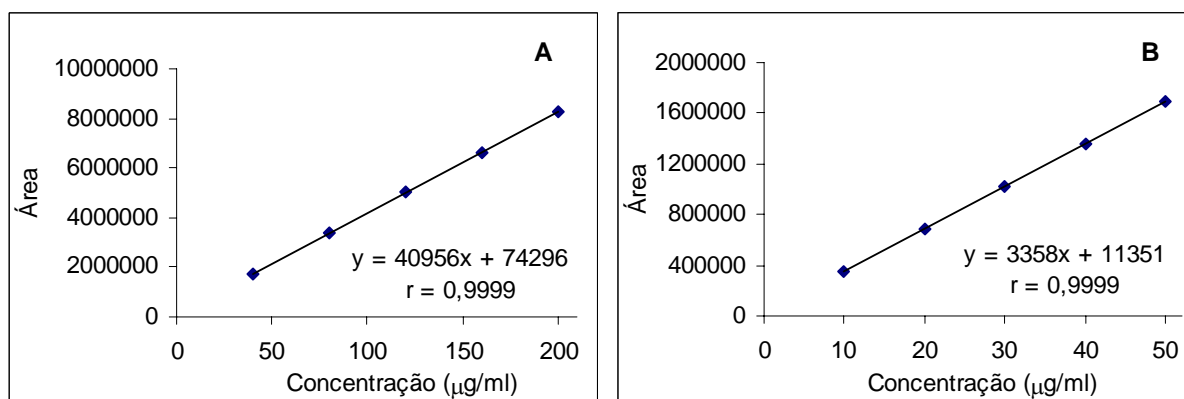 A
10000000
8000000
6000000
4000000
2000000
0
Área
y = 40956x + 74296
r = 0,9999
0 50 100 150 200
Concentração (μg/ml)
B
2000000
1600000
1200000
800000
400000
0
Área
y = 3358x + 11351
r = 0,9999
0 10 20 30 40 50
Concentração (μg/ml)